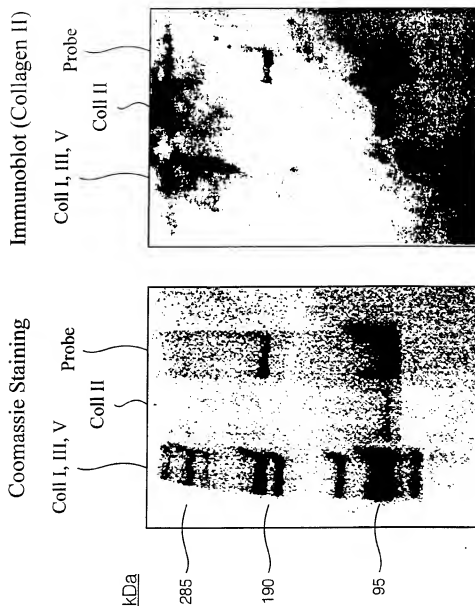 Coomassie Staining
Coll I, III, V
Coll II
Probe
kDa
285
190
95
Immunoblot (Collagen II)
Coll I, III, V
Coll II
Probe